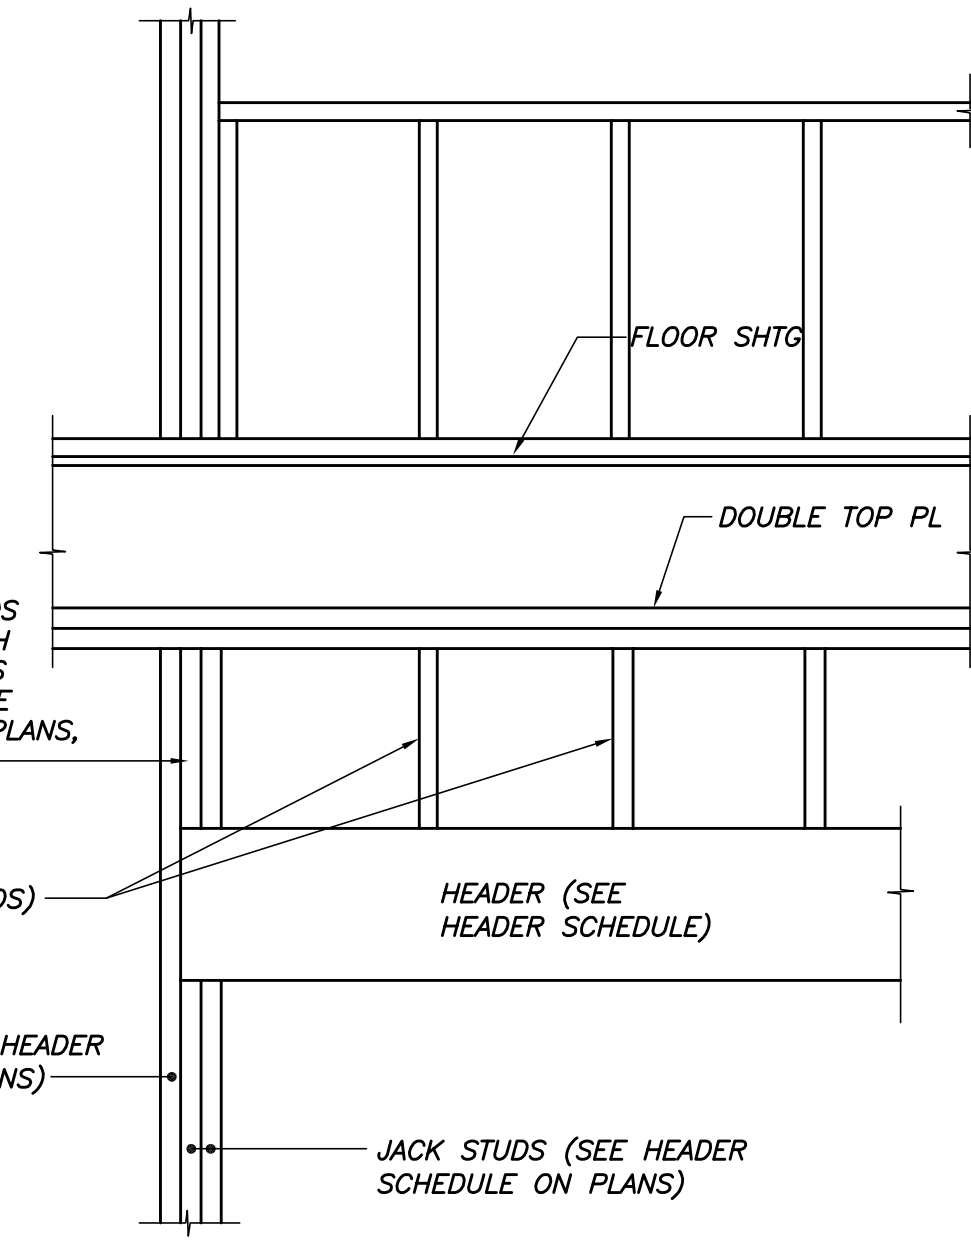 FLOOR SHTG
DOUBLE TOP PL
PLANS,
HEADER (SEE
HEADER SCHEDULE)
HEADER
JACK STUDS (SEE HEADER
SCHEDULE ON PLANS)